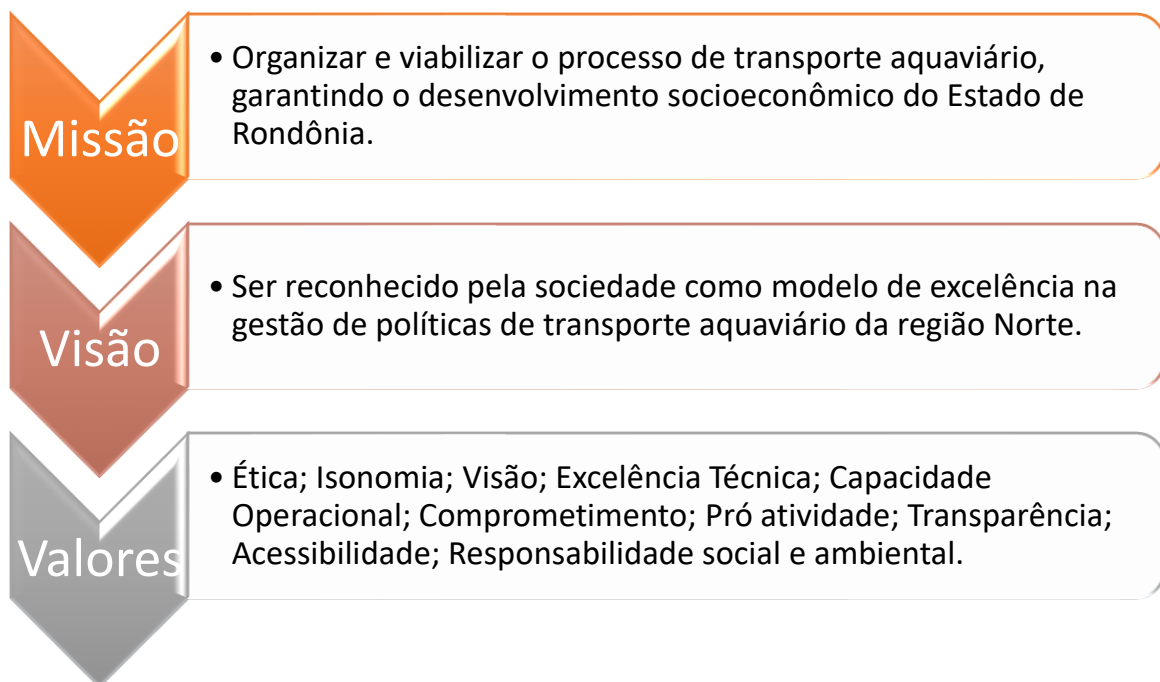 Missão
• Organizar e viabilizar o processo de transporte aquaviário,
garantindo o desenvolvimento socioeconômico do Estado de
Rondônia.
Visão
• Ser reconhecido pela sociedade como modelo de excelência na
gestão de políticas de transporte aquaviário da região Norte.
Valores
• Ética; Isonomia; Visão; Excelência Técnica; Capacidade
Operacional; Comprometimento; Pró atividade; Transparência;
Acessibilidade; Responsabilidade social e ambiental.